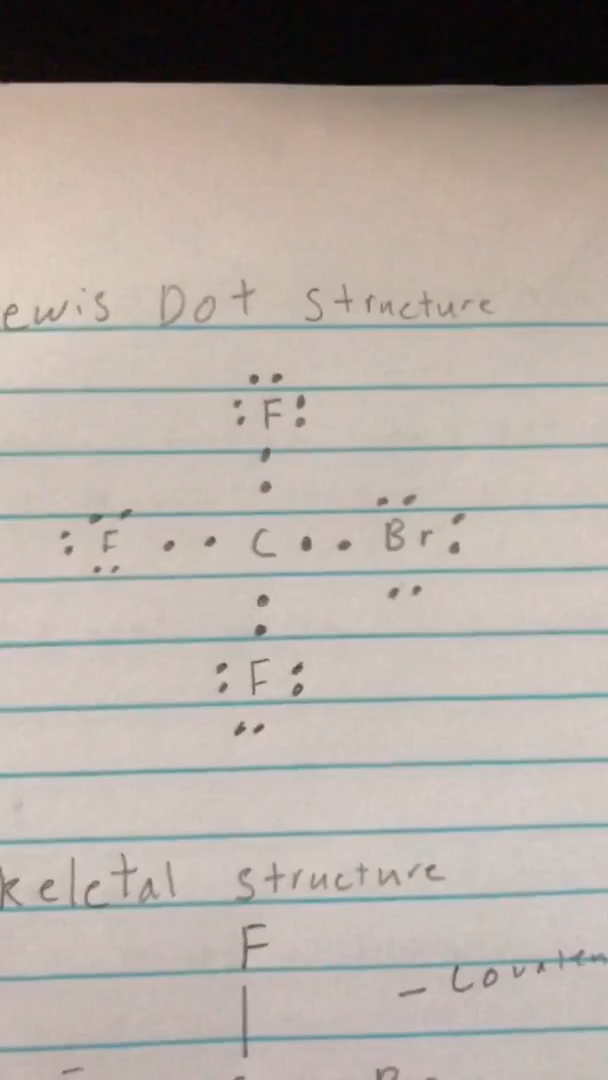 ewis Dot Structure
F
F C Br
F
keletal structure
F
- Covalen